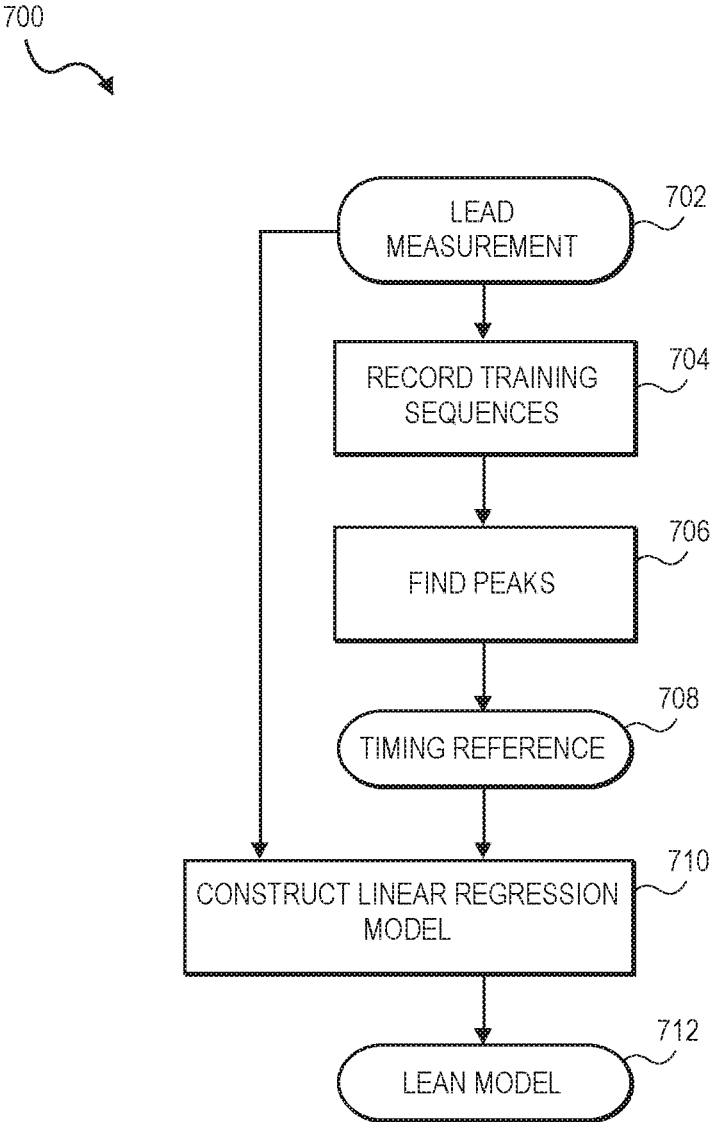 700
LEAD
MEASUREMENT
702
RECORD TRAINING
SEQUENCES
704
FIND PEAKS
706
TIMING REFERENCE
708
CONSTRUCT LINEAR REGRESSION
MODEL
710
LEAN MODEL
712